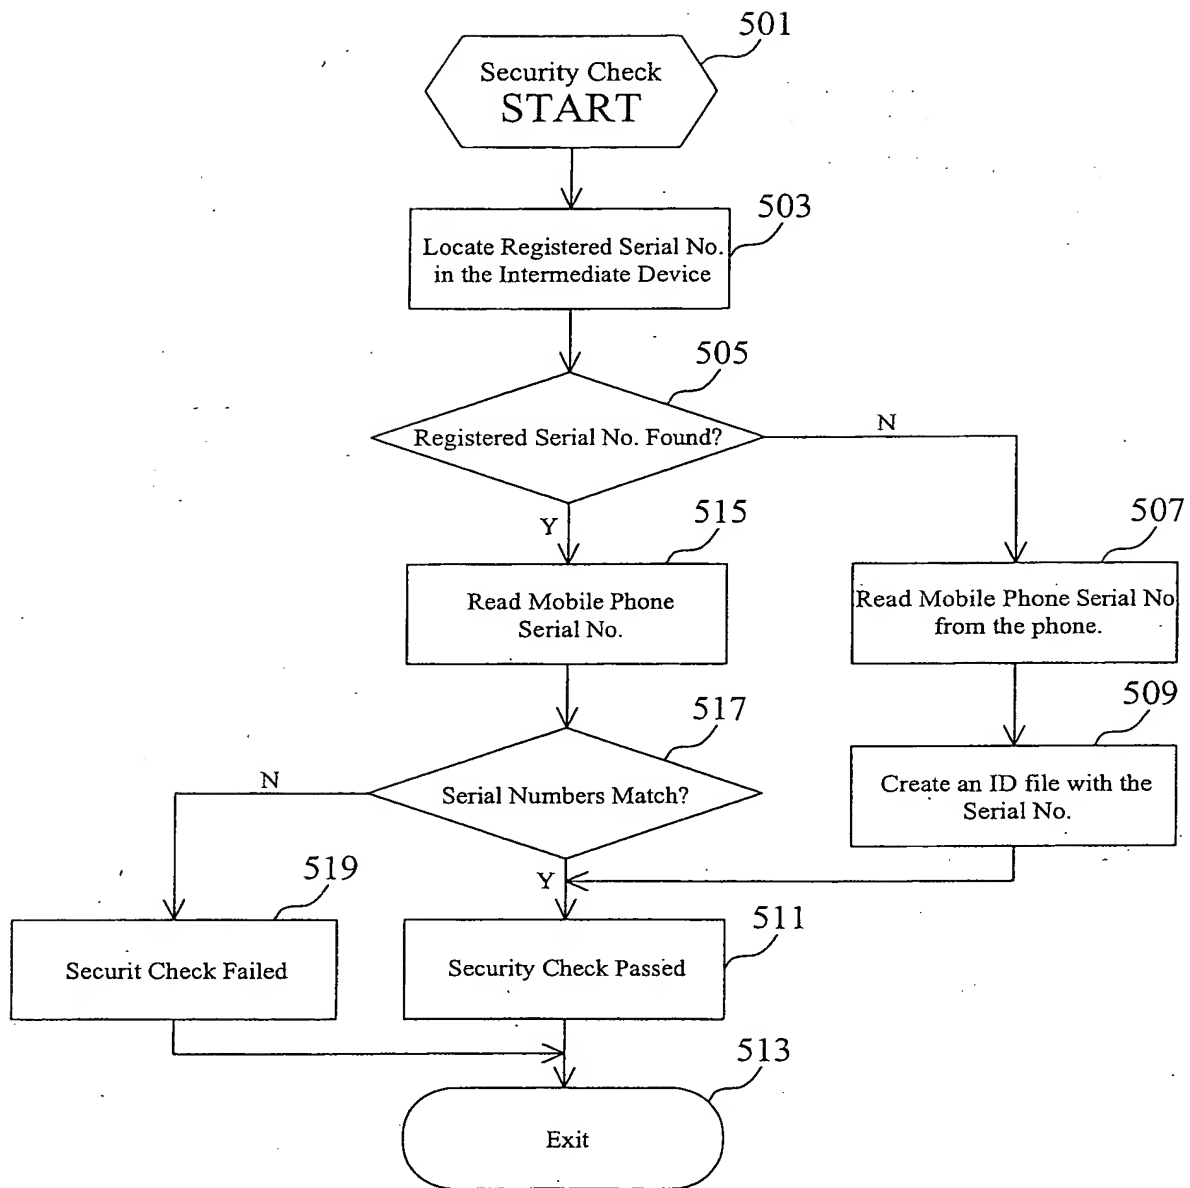 501
Security Check
START
503
Locate Registered Serial No.
in the Intermediate Device
505
Registered Serial No. Found?
N
Y
515
507
Read Mobile Phone
Serial No.
Read Mobile Phone Serial No
from the phone.
517
509
N
Serial Numbers Match?
Create an ID file with the
Serial No.
Y
519
511
Securit Check Failed
Security Check Passed
513
Exit